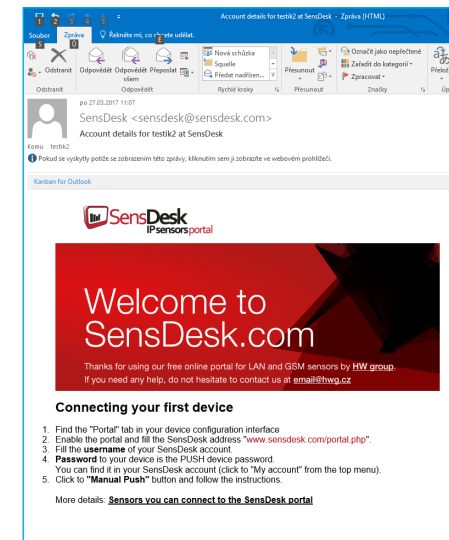 Account details for testik2 at SensDesk - Zpráva (HTML)
1 2 3 4 5
Soubor Zpráva Řekněte mi, co chcete udělat.
S O E
Odstranit
Odpovědět Odpovědět všem Přeposlat
Nová schůzka
Squelle
Předat nadřízen...
Přesunout
Označit jako nepřečtené
Zařadit do kategorií
Zpracovat
Odstranit Odpovědět Rychlé kroky Přesunout Značky
po 27.03.2017 11:07
SensDesk <sensdesk@sensdesk.com>
Account details for testik2 at SensDesk
Komu testik2
Pokud se vyskytly potíže se zobrazením této zprávy, kliknutím sem ji zobrazíte ve webovém prohlížeči.
Kanban for Outlook
SensDesk
IPsensorsportal
Welcome to
SensDesk.com
Thanks for using our free online portal for LAN and GSM sensors by HW group.
If you need any help, do not hesitate to contact us at email@hwg.cz
Connecting your first device
1. Find the "Portal" tab in your device configuration interface
2. Enable the portal and fill the SensDesk address "www.sensdesk.com/portal.php".
3. Fill the username of your SensDesk account.
4. Password to your device is the PUSH device password.
You can find it in your SensDesk account (click to "My account" from the top menu).
5. Click to "Manual Push" button and follow the instructions.
More details: Sensors you can connect to the SensDesk portal